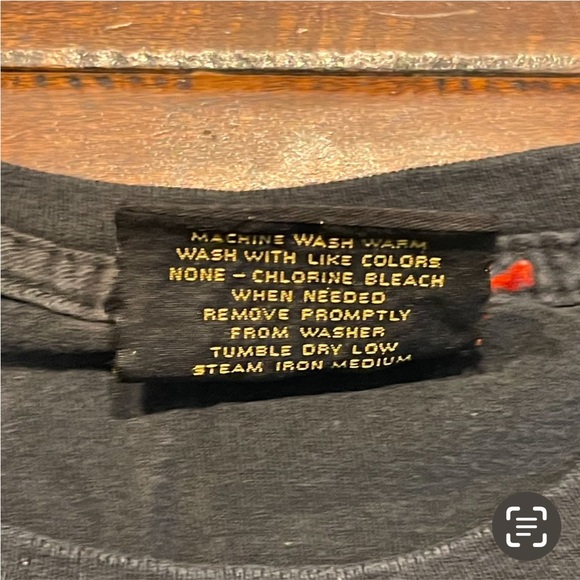 MACHINE WASH WARM
WASH WITH LIKE COLORS
NONE - CHLORINE BLEACH
WHEN NEEDED
REMOVE PROMPTLY
FROM WASHER
TUMBLE DRY LOW
STEAM IRON MEDIUM